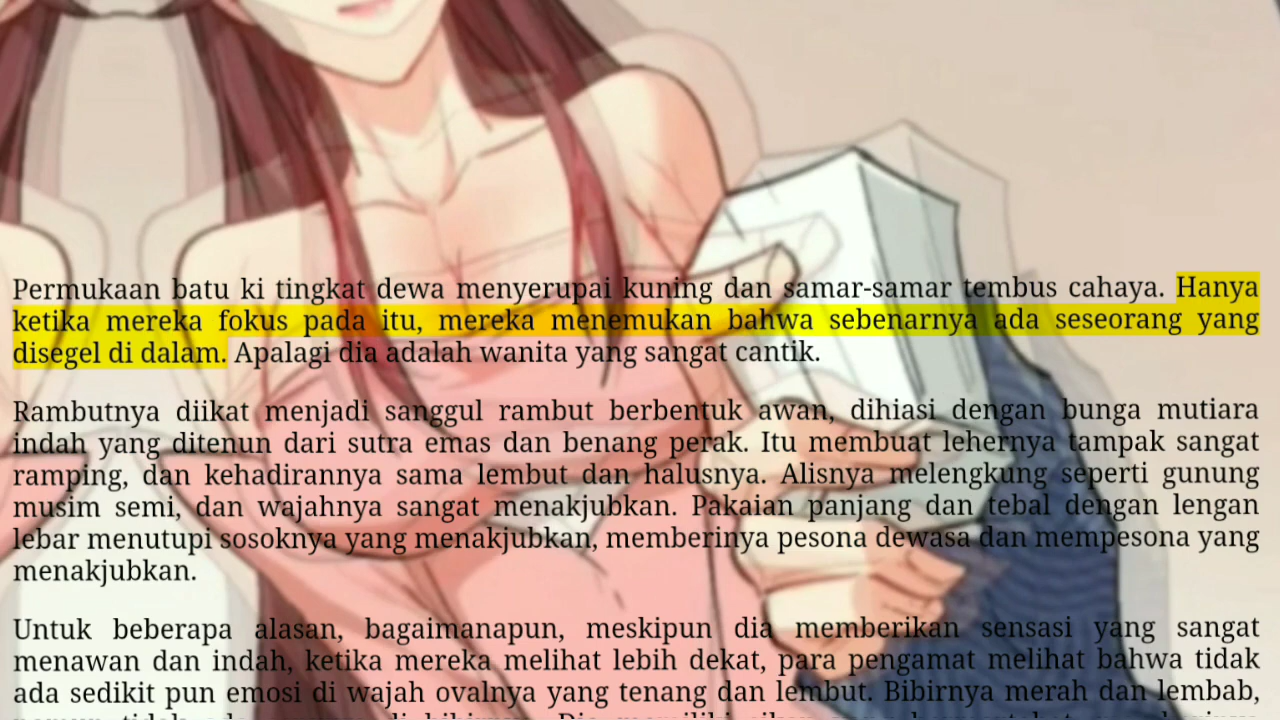 Permukaan batu ki tingkat dewa menyerupai kuning dan samar-samar tembus cahaya. Hanya
ketika mereka fokus pada itu, mereka menemukan bahwa sebenarnya ada seseorang yang
disegel di dalam. Apalagi dia adalah wanita yang sangat cantik.
Rambutnya diikat menjadi sanggul rambut berbentuk awan, dihiasi dengan bunga mutiara
indah yang ditenun dari sutra emas dan benang perak. Itu membuat lehernya tampak sangat
ramping, dan kehadirannya sama lembut dan halusnya. Alisnya melengkung seperti gunung
musim semi, dan wajahnya sangat menakjubkan. Pakaian panjang dan tebal dengan lengan
lebar menutupi sosoknya yang menakjubkan, memberinya pesona dewasa dan mempesona yang
menakjubkan.
Untuk beberapa alasan, bagaimanapun, meskipun dia memberikan sensasi yang sangat
menawan dan indah, ketika mereka melihat lebih dekat, para pengamat melihat bahwa tidak
ada sedikit pun emosi di wajah ovalnya yang tenang dan lembut. Bibirnya merah dan lembab,